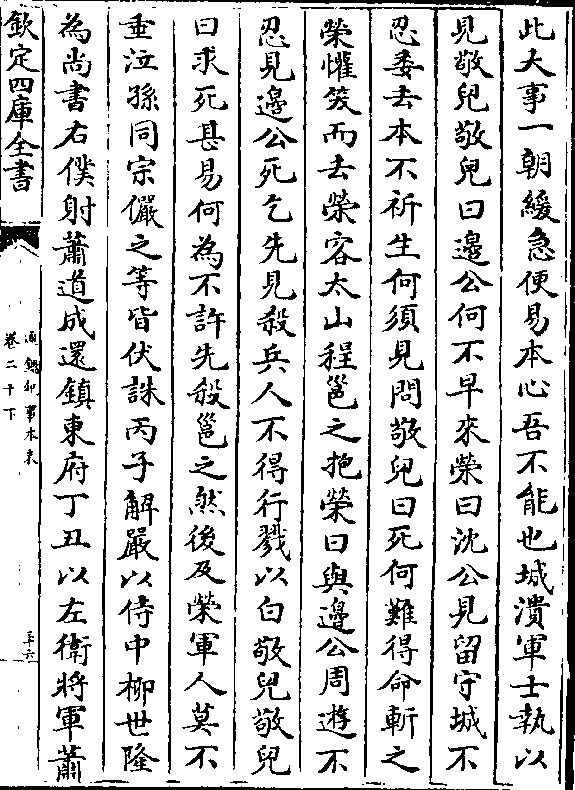 此大事一朝緩急便易本心吾不能也城潰軍士執以
見敬兒敬兒曰邊公何不早來榮曰沈公見留守城不
忍委去本不祈生何須見問敬兒曰死何難得命斬之
榮懽笑而去榮客太山程邕之抱榮曰與邊公周遊不
忍見邊公死乞先見殺兵人不得行戮以白敬兒敬兒
曰求死甚易何為不許先殺邕之然後及榮軍人莫不
垂泣孫同宗儼之等皆伏誅丙子解嚴以侍中柳世隆
為尚書右僕射蕭道成還鎮東府丁丑以左衛將軍蕭
欽定四庫全書
通鑑紀事本末
卷二十下
三六